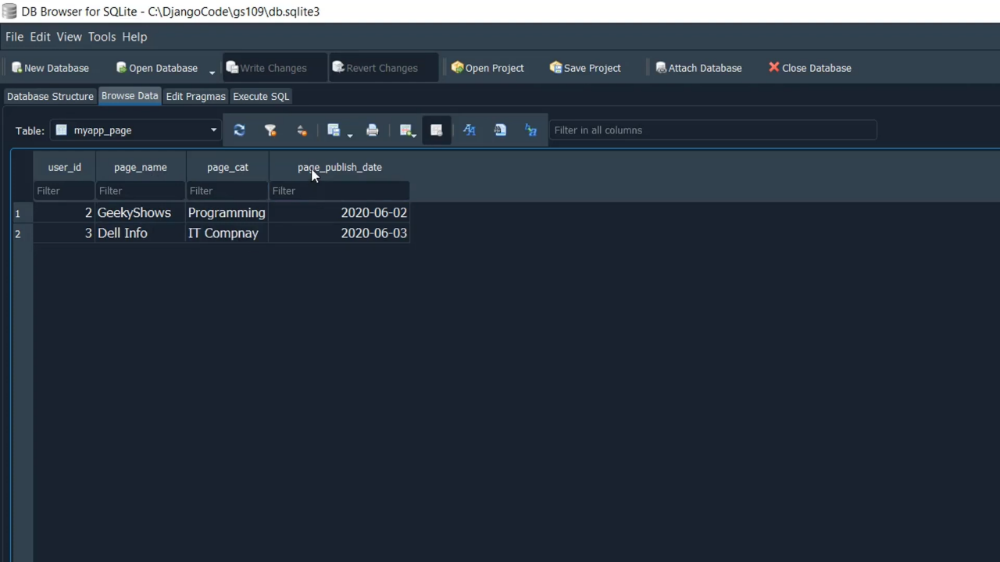 DB Browser for SQLite - C:\DjangoCode\gs109\db.sqlite3
File Edit View Tools Help
New Database Open Database Write Changes Revert Changes Open Project Save Project Attach Database Close Database
Database Structure Browse Data Edit Pragmas Execute SQL
Table: myapp_page Filter in all columns
user_id page_name page_cat page_publish_date
Filter Filter Filter Filter
1 2 GeekyShows Programming 2020-06-02
2 3 Dell Info IT Compnay 2020-06-03